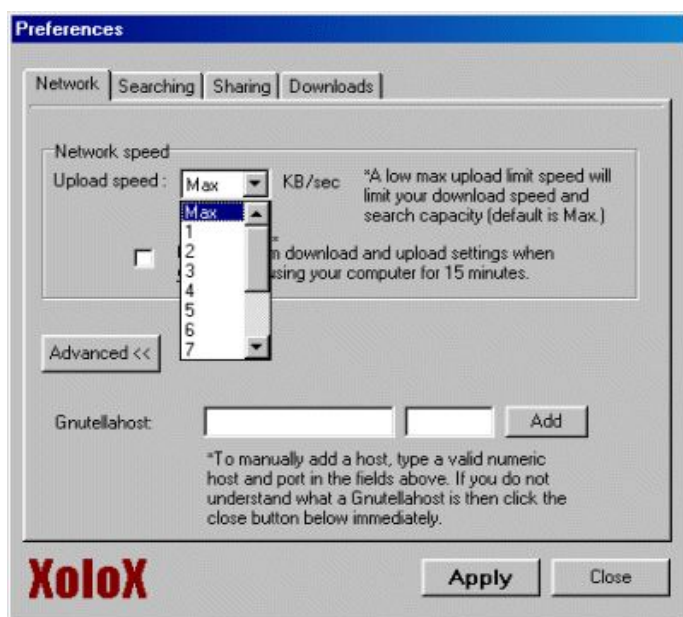 Preferences
Network Searching Sharing Downloads
Network speed
Upload speed : Max KB/sec
*A low max upload limit speed will
limit your download speed and
search capacity (default is Max.)
Max
1
2
3
4
5
6
7
download and upload settings when
using your computer for 15 minutes.
Advanced <<
Gnutellahost: Add
*To manually add a host, type a valid numeric
host and port in the fields above. If you do not
understand what a Gnutellahost is then click the
close button below immediately.
XoloX Apply Close